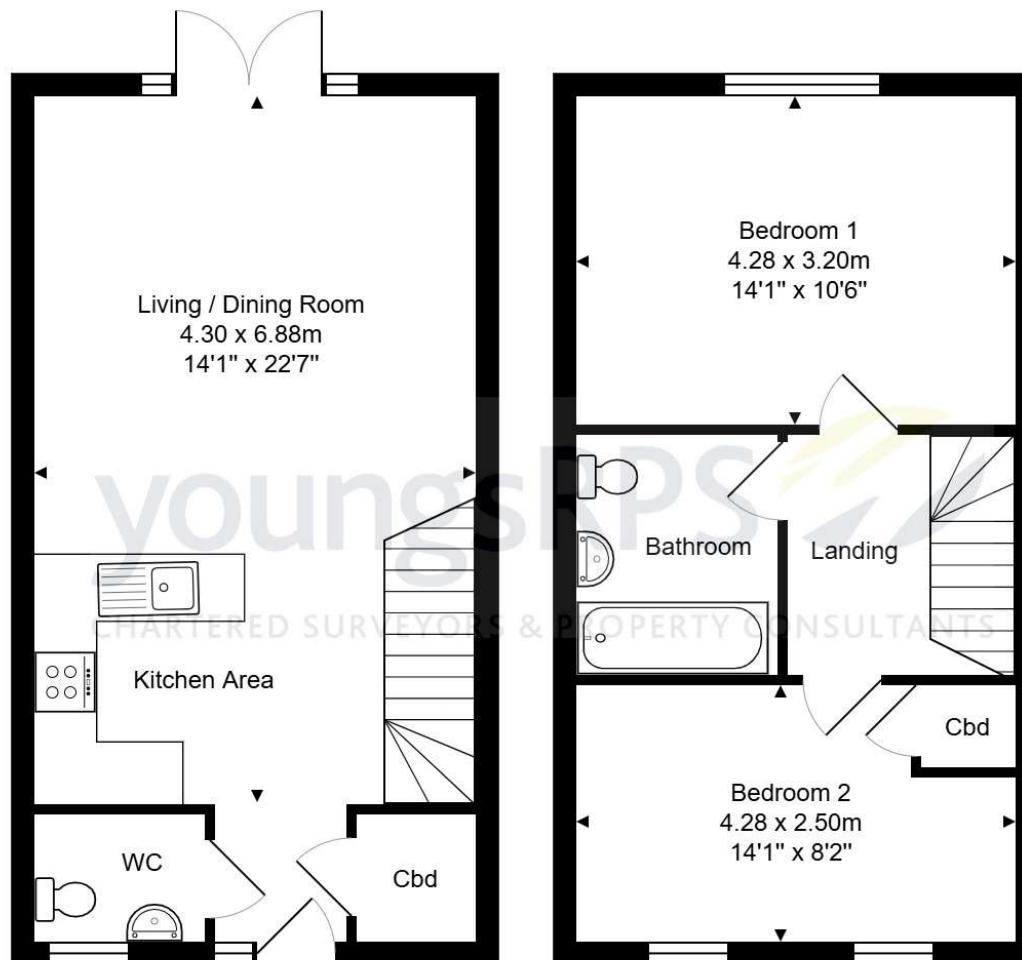 Living / Dining Room
4.30 x 6.88m
14'1" x 22'7"
Kitchen Area
WC
Cbd
Bedroom 1
4.28 x 3.20m
14'1" x 10'6"
Bathroom
Landing
Cbd
Bedroom 2
4.28 x 2.50m
14'1" x 8'2"
youngsRPS
CHARTERED SURVEYORS & PROPERTY CONSULTANTS